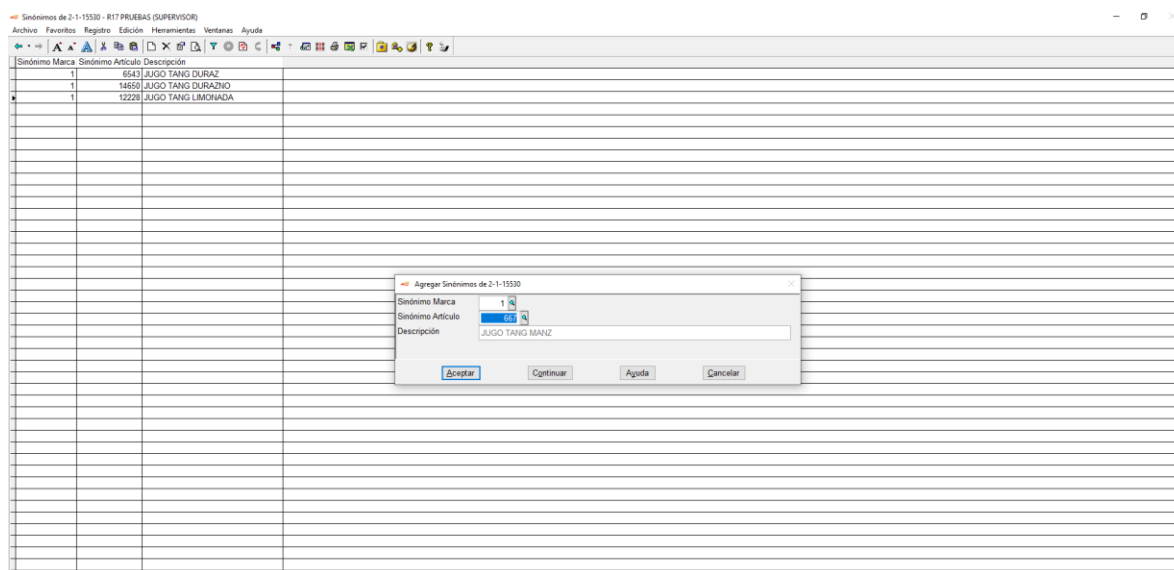 Sinónimos de 2-1-15530 - R17 PRUEBAS (SUPERVISOR)
Archivo Favoritos Registro Edición Herramientas Ventanas Ayuda
Sinónimo Marca Sinónimo Artículo Descripción
1 6543 JUGO TANG DURAZ
1 14650 JUGO TANG DURAZNO
1 12228 JUGO TANG LIMONADA
Agregar Sinónimos de 2-1-15530
Sinónimo Marca 1
Sinónimo Artículo 667
Descripción JUGO TANG MANZ
Aceptar Continuar Ayuda Cancelar